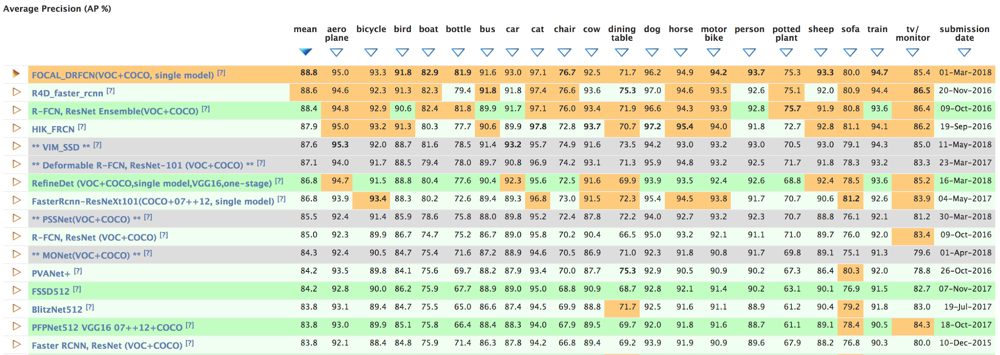 Average Precision (AP %)
mean aero plane bicycle bird boat bottle bus car cat chair cow dining table dog horse motor bike person potted plant sheep sofa train tv/ monitor submission date
FOCAL_DRFCN(VOC+COCO, single model) [?] 88.8 95.0 93.3 91.8 82.9 81.9 91.6 93.0 97.1 76.7 92.5 71.7 96.2 94.9 94.2 93.7 75.3 93.3 80.0 94.7 85.4 01-Mar-2018
R4D_faster_rcnn [?] 88.6 94.6 92.3 91.3 82.3 79.4 91.8 91.8 97.4 76.6 93.6 75.3 97.0 94.6 93.5 92.6 75.1 92.0 80.9 94.4 86.5 20-Nov-2016
R-FCN, ResNet Ensemble(VOC+COCO) [?] 88.4 94.8 92.9 90.6 82.4 81.8 89.9 91.7 97.1 76.0 93.4 71.9 96.6 94.3 93.9 92.8 75.7 91.9 80.8 93.6 86.4 09-Oct-2016
HIK_FRCN [?] 87.9 95.0 93.2 91.3 80.3 77.7 90.6 89.9 97.8 72.8 93.7 70.7 97.2 95.4 94.0 91.8 72.7 92.8 81.1 94.1 86.2 19-Sep-2016
** VIM_SSD ** [?] 87.6 95.3 92.0 88.7 81.6 78.5 91.4 93.2 95.7 74.9 91.6 73.5 94.2 93.0 93.2 93.0 70.5 93.0 79.1 94.3 85.0 11-May-2018
** Deformable R-FCN, ResNet-101 (VOC+COCO) ** [?] 87.1 94.0 91.7 88.5 79.4 78.0 89.7 90.8 96.9 74.2 93.1 71.3 95.9 94.8 93.2 92.5 71.7 91.8 78.3 93.2 83.3 23-Mar-2017
RefineDet (VOC+COCO,single model,VGG16,one-stage) [?] 86.8 94.7 91.5 88.8 80.4 77.6 90.4 92.3 95.6 72.5 91.6 69.9 93.9 93.5 92.4 92.6 68.8 92.4 78.5 93.6 85.2 16-Mar-2018
FasterRcnn-ResNeXt101(COCO+07++12, single model) [?] 86.8 93.9 93.4 88.3 80.2 72.6 89.4 89.3 96.8 73.0 91.5 72.3 95.4 94.5 93.8 91.7 70.7 90.6 81.2 92.6 83.9 04-May-2017
** PSSNet(VOC+COCO) ** [?] 85.5 92.4 91.4 85.9 78.6 75.8 88.0 89.8 95.2 72.4 87.8 72.2 94.0 92.7 93.2 92.3 70.7 88.8 76.1 92.1 81.2 30-Mar-2018
R-FCN, ResNet (VOC+COCO) [?] 85.0 92.3 89.9 86.7 74.7 75.2 86.7 89.0 95.8 70.2 90.4 66.5 95.0 93.2 92.1 91.1 71.0 89.7 76.0 92.0 83.4 09-Oct-2016
** MONet(VOC+COCO) ** [?] 84.3 92.4 90.5 84.7 75.4 71.6 87.2 88.9 94.6 70.5 86.9 71.0 92.3 91.8 90.8 91.7 69.8 89.1 75.1 91.3 79.6 01-Apr-2018
PVANet+ [?] 84.2 93.5 89.8 84.1 75.6 69.7 88.2 87.9 93.4 70.0 87.7 75.3 92.9 90.5 90.9 90.2 67.3 86.4 80.3 92.0 78.8 26-Oct-2016
FSSD512 [?] 84.2 92.8 90.0 86.2 75.9 67.7 88.9 89.0 95.0 68.8 90.9 68.7 92.8 92.1 91.4 90.2 63.1 90.1 76.9 91.5 82.7 07-Nov-2017
BlitzNet512 [?] 83.8 93.1 89.4 84.7 75.5 65.0 86.6 87.4 94.5 69.9 88.8 71.7 92.5 91.6 91.1 88.9 61.2 90.4 79.2 91.8 83.0 19-Jul-2017
PFPNet512 VGG16 07++12+COCO [?] 83.8 93.0 89.9 85.1 75.8 66.4 88.4 88.3 94.0 67.9 89.5 69.7 92.0 91.8 91.6 88.7 61.1 89.1 78.4 90.5 84.3 18-Oct-2017
Faster RCNN, ResNet (VOC+COCO) [?] 83.8 92.1 88.4 84.8 75.9 71.4 86.3 87.8 94.2 66.8 89.4 69.2 93.9 91.9 90.9 89.6 67.9 88.2 76.8 90.3 80.0 10-Dec-2015